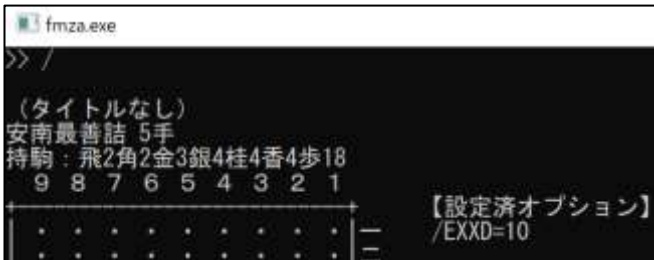 fmza.exe
>> /
（タイトルなし）
安南最善詰 5手
持駒：飛2角2金3銀4桂4香4歩18
９ ８ ７ ６ ５ ４ ３ ２ １
【設定済オプション】
・ ・ ・ ・ ・ ・ ・ ・ ・ 一
/EXXD=10
・ ・ ・ ・ ・ ・ ・ ・ ・ 二